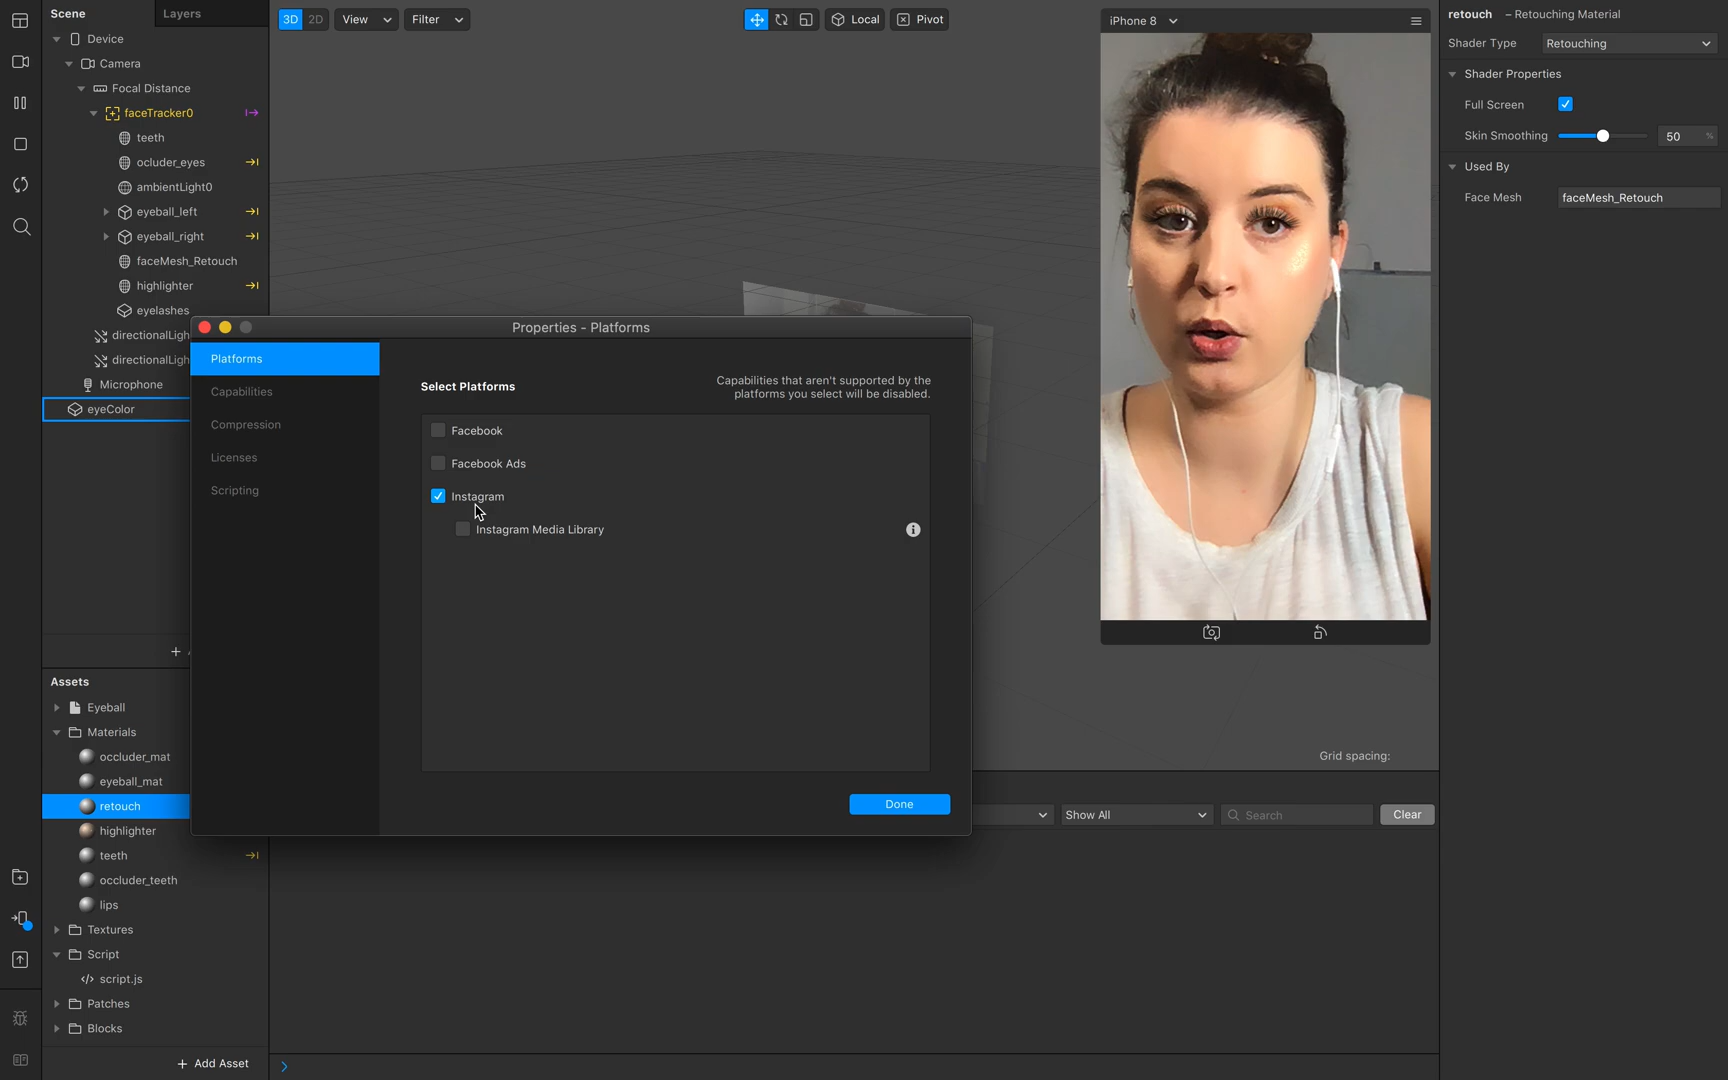 Scene
Layers
Device
Camera
Focal Distance
faceTracker0
teeth
ocluder_eyes
ambientLight0
eyeball_left
eyeball_right
faceMesh_Retouch
highlighter
eyelashes
directionalLigh
directionalLigh
Microphone
eyeColor
Assets
Eyeball
Materials
occluder_mat
eyeball_mat
retouch
highlighter
teeth
occluder_teeth
lips
Textures
Script
script.js
Patches
Blocks
+ Add Asset
3D 2D View Filter
Local Pivot
iPhone 8
Properties - Platforms
Platforms
Capabilities
Compression
Licenses
Scripting
Select Platforms
Capabilities that aren't supported by the
platforms you select will be disabled.
Facebook
Facebook Ads
Instagram
Instagram Media Library
Done
Grid spacing:
Show All
Search
Clear
retouch – Retouching Material
Shader Type Retouching
Shader Properties
Full Screen
Skin Smoothing 50 %
Used By
Face Mesh faceMesh_Retouch